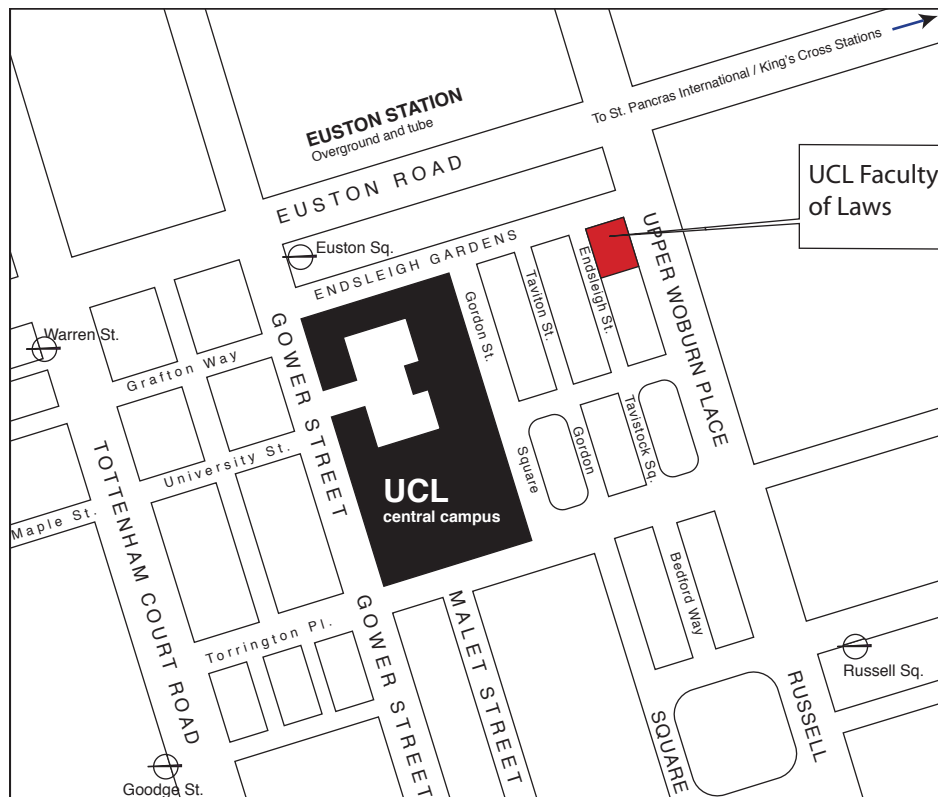 To St. Pancras International / King's Cross Stations
EUSTON STATION
Overground and tube
EUSTON ROAD
UCL Faculty
of Laws
Euston Sq.
ENDSLEIGH GARDENS
UPPER WOBURN PLACE
Gordon St.
Taviton St.
Endsleigh St.
Warren St.
Grafton Way
GOWER STREET
University St.
TOTTENHAM COURT ROAD
Maple St.
UCL
central campus
Square
Gordon
Tavistock Sq.
Bedford Way
Torrington Pl.
GOWER STREET
MALET STREET
SQUARE
RUSSELL
Russell Sq.
Goodge St.